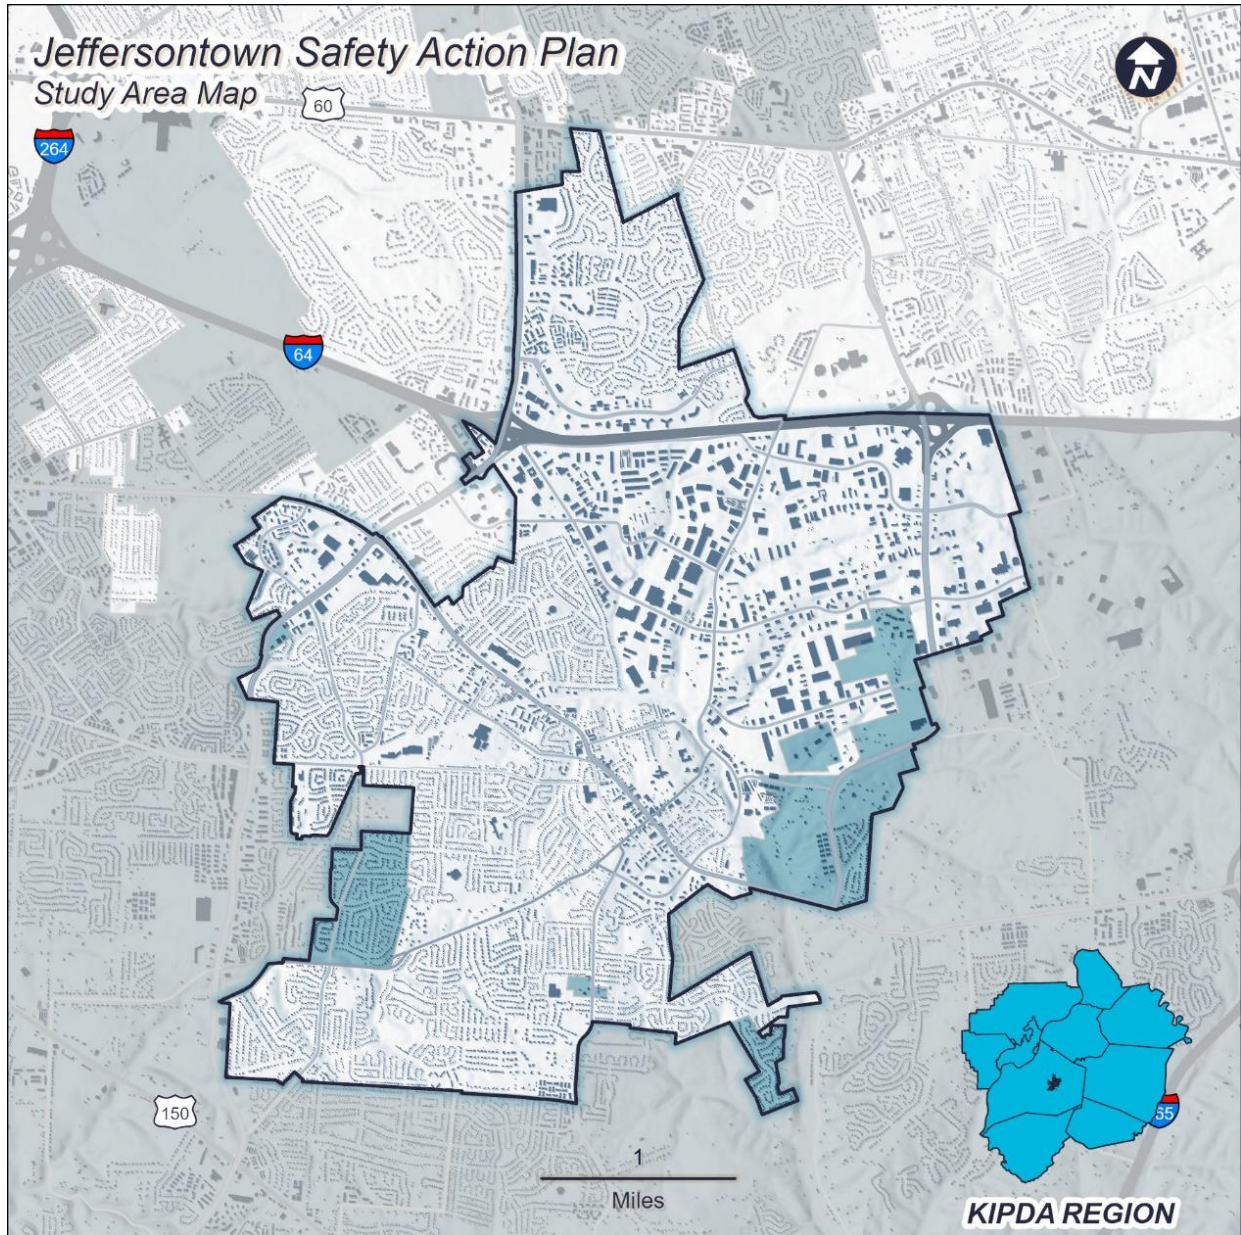 Jeffersontown Safety Action Plan
Study Area Map
N
60
264
64
150
65
1
Miles
KIPDA REGION